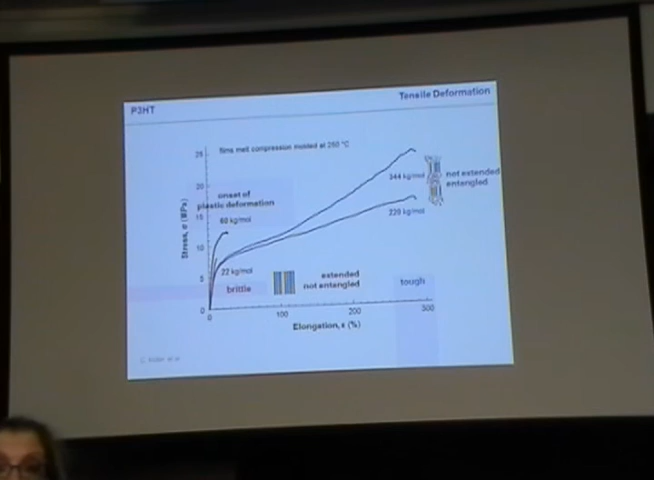 P3HT
Tensile Deformation
films melt compression molded at 250 °C
25
20
15
10
5
0
Stress, σ (MPa)
onset of
plastic deformation
60 kg/mol
22 kg/mol
brittle
344 kg/mol
220 kg/mol
not extended
entangled
extended
not entangled
tough
0
100
200
300
Elongation, ε (%)